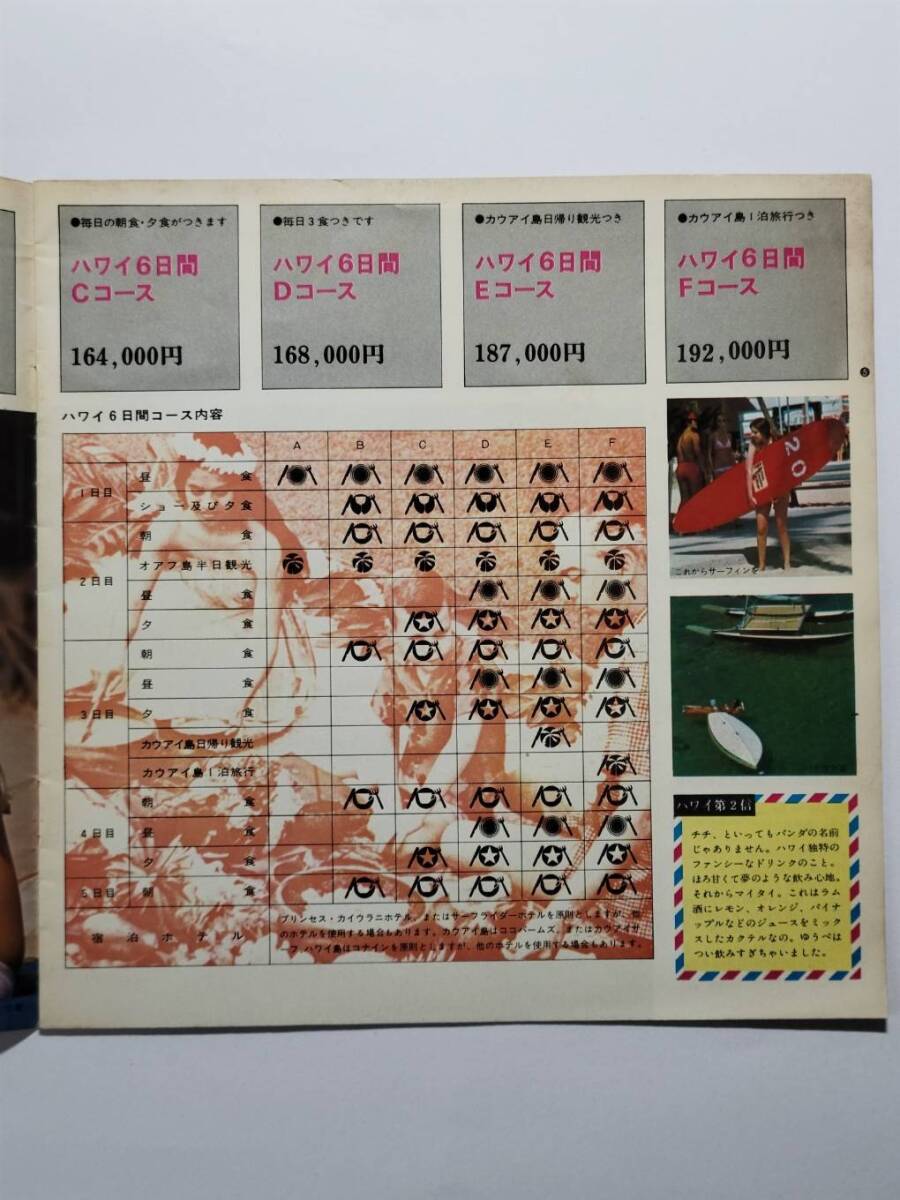 ●毎日の朝食・夕食がつきます
ハワイ6日間
Cコース
164,000円
●毎日3食つきです
ハワイ6日間
Dコース
168,000円
●カウアイ島日帰り観光つき
ハワイ6日間
Eコース
187,000円
●カウアイ島1泊旅行つき
ハワイ6日間
Fコース
192,000円
5
ハワイ6日間コース内容
A B C D E F
1日目 昼食
ショー及び夕食
2日目 朝食
オアフ島半日観光
昼食
夕食
3日目 朝食
昼食
夕食
カウアイ島日帰り観光
カウアイ島1泊旅行
4日目 朝食
昼食
夕食
5日目 朝食
宿泊ホテル
プリンセス・カイウラニホテル、またはサーフライダーホテルを原則としますが、他
のホテルを使用する場合もあります。カウアイ島はココパームズ、またはカウアイサ
ーフ、ハワイ島はコナインを原則としますが、他のホテルを使用する場合もあります。
20
これからサーフィンを
ハワイ第2信
チチ、といってもパンダの名前
じゃありません。ハワイ独特の
ファンシーなドリンクのこと。
ほろ甘くて夢のような飲み心地。
それからマイタイ。これはラム
酒にレモン、オレンジ、パイナ
ップルなどのジュースをミック
スしたカクテルなの。ゆうべは
つい飲みすぎちゃいました。